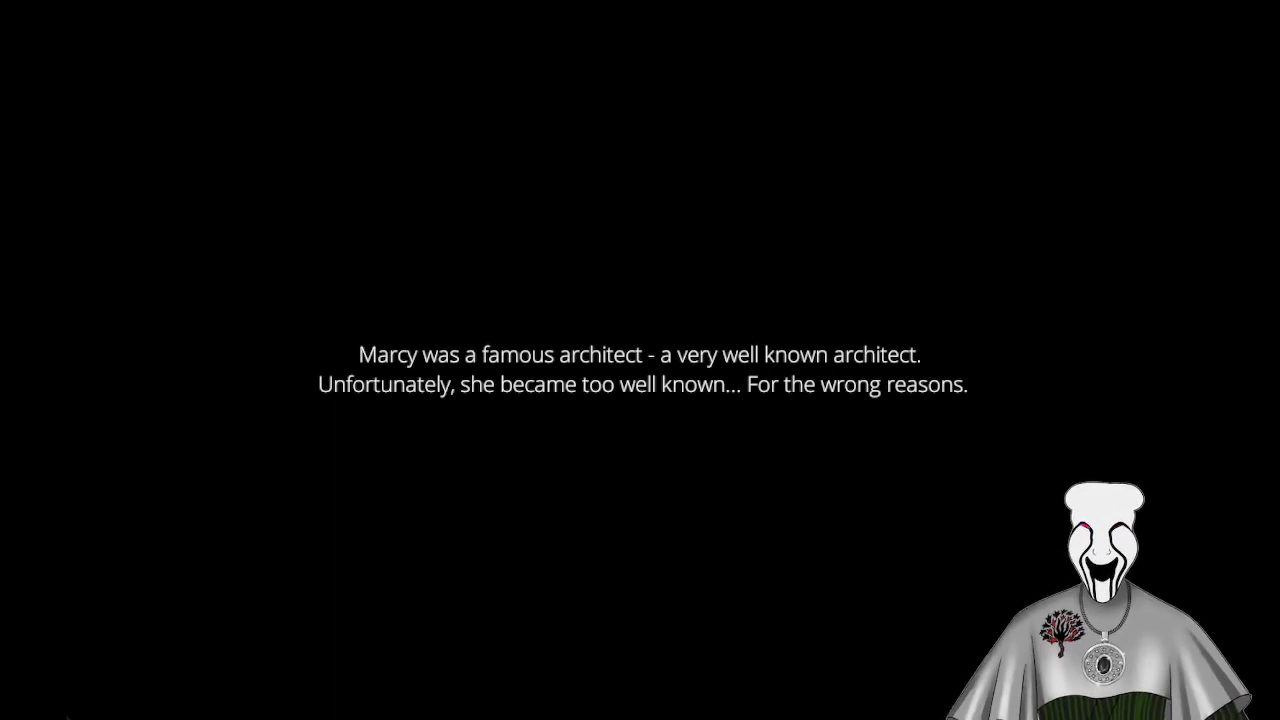 Marcy was a famous architect - a very well known architect.
Unfortunately, she became too well known... For the wrong reasons.